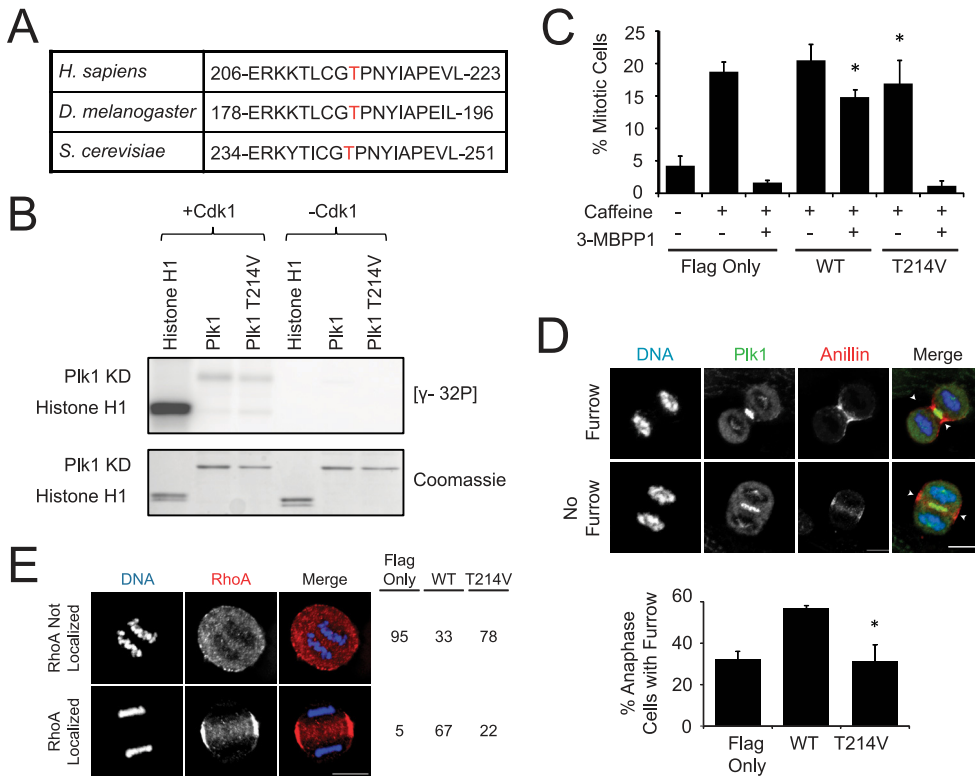 A
H. sapiens 206-ERKKTLCGTPNYIAPEVL-223
D. melanogaster 178-ERKKTLCGTPNYIAPEIL-196
S. cerevisiae 234-ERKYTICGTPNYIAPEVL-251
B
+Cdk1 -Cdk1
Histone H1 Plk1 Plk1 T214V Histone H1 Plk1 Plk1 T214V
Plk1 KD
Histone H1
[γ- 32P]
Plk1 KD
Histone H1
Coomassie
C
% Mitotic Cells
25
20
15
10
5
0
* *
Caffeine - + + + + + +
3-MBPP1 - - + - + - +
Flag Only WT T214V
D
DNA Plk1 Anillin Merge
Furrow
No Furrow
% Anaphase
Cells with Furrow
60
40
20
0
*
Flag Only WT T214V
E
DNA RhoA Merge Flag Only WT T214V
RhoA Not Localized 95 33 78
RhoA Localized 5 67 22